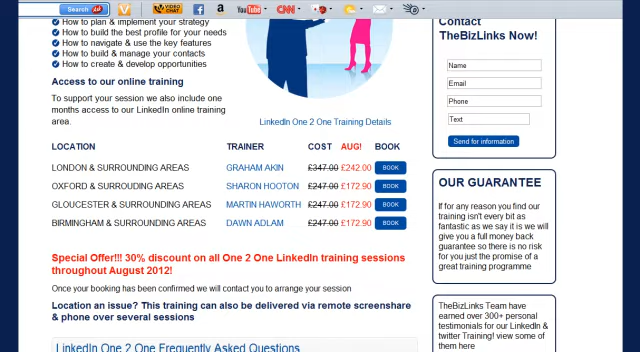 Search
VIDEO CHAT
YouTube
CNN
How to plan & implement your strategy
How to build the best profile for your needs
How to navigate & use the key features
How to build & manage your contacts
How to create & develop opportunities
Access to our online training
To support your session we also include one
months access to our LinkedIn online training
area.
LinkedIn One 2 One Training Details
LOCATION TRAINER COST AUG! BOOK
LONDON & SURROUNDING AREAS GRAHAM AKIN £347.00 £242.00 BOOK
OXFORD & SURROUDING AREAS SHARON HOOTON £247.00 £172.90 BOOK
GLOUCESTER & SURROUNDING AREAS MARTIN HAWORTH £247.00 £172.90 BOOK
BIRMINGHAM & SURROUNDING AREAS DAWN ADLAM £247.00 £172.90 BOOK
Special Offer!!! 30% discount on all One 2 One LinkedIn training sessions
throughout August 2012!
Once your booking has been confirmed we will contact you to arrange your session
Location an issue? This training can also be delivered via remote screenshare
& phone over several sessions
LinkedIn One 2 One Frequently Asked Questions
Contact
TheBizLinks Now!
Name
Email
Phone
Text
Send for information
OUR GUARANTEE
If for any reason you find our
training isn't every bit as
fantastic as we say it is we will
give you a full money back
guarantee so there is no risk
for you just the promise of a
great training programme
TheBizLinks Team have
earned over 300+ personal
testimonials for our LinkedIn &
twitter Training! view some of
them here